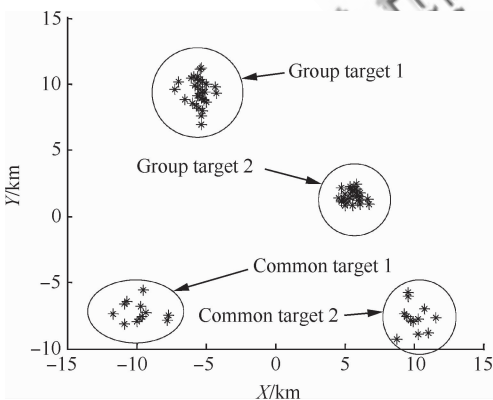 15
Group target 1
10
5
Group target 2
Y/km
0
Common target 1
-5
Common target 2
-10
-15 -10 -5 0 5 10 15
X/km